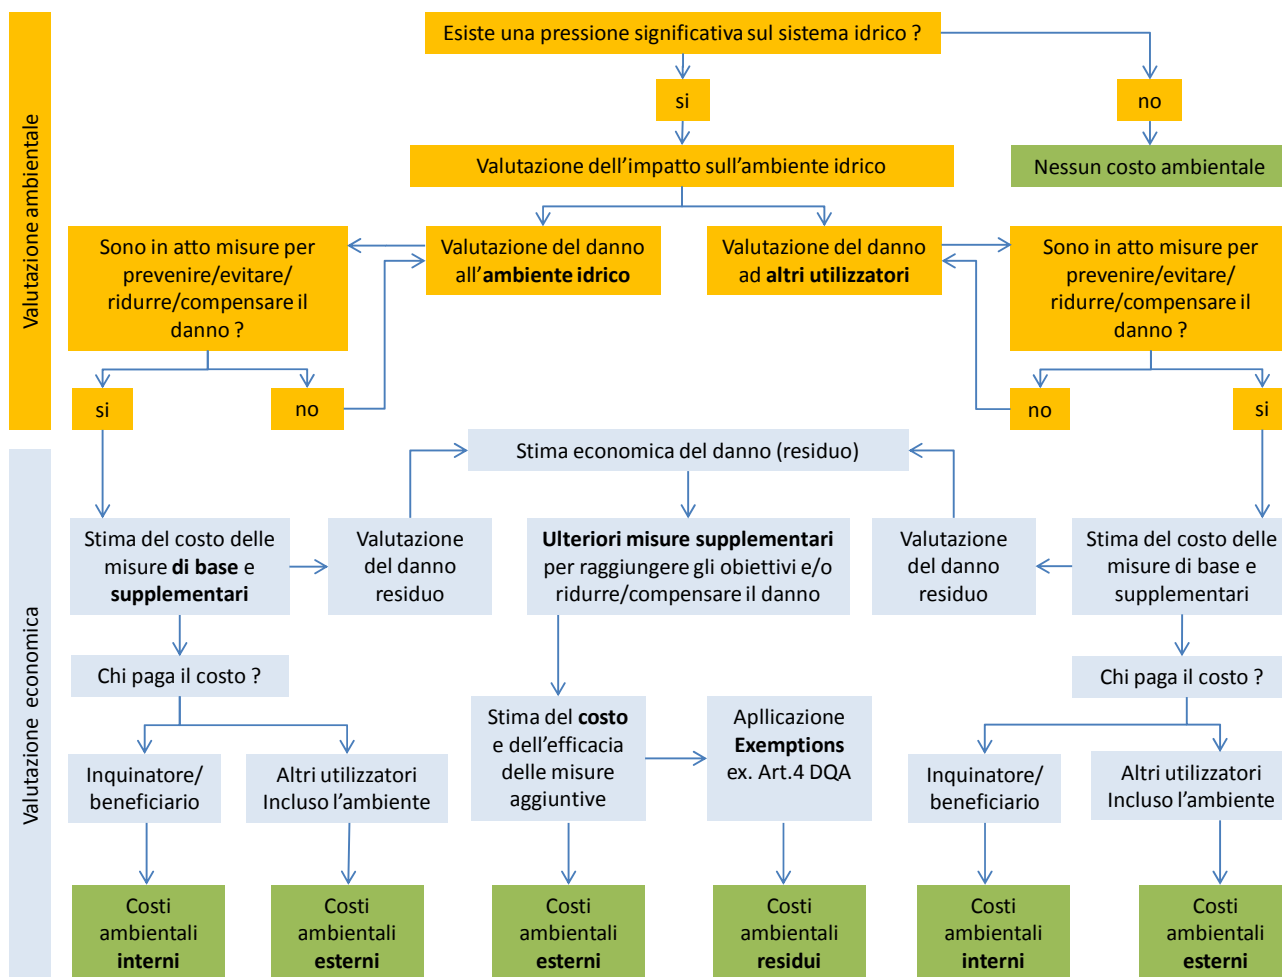 Valutazione ambientale
Esiste una pressione significativa sul sistema idrico ?
si
no
Valutazione dell'impatto sull'ambiente idrico
Nessun costo ambientale
Sono in atto misure per
prevenire/evitare/
ridurre/compensare il
danno ?
Valutazione del danno
all'ambiente idrico
Valutazione del danno
ad altri utilizzatori
Sono in atto misure per
prevenire/evitare/
ridurre/compensare il
danno ?
si
no
no
si
Valutazione economica
Stima economica del danno (residuo)
Stima del costo delle
misure di base e
supplementari
Valutazione
del danno
residuo
Ulteriori misure supplementari
per raggiungere gli obiettivi e/o
ridurre/compensare il danno
Valutazione
del danno
residuo
Stima del costo delle
misure di base e
supplementari
Chi paga il costo ?
Chi paga il costo ?
Inquinatore/
beneficiario
Altri utilizzatori
Incluso l'ambiente
Stima del costo
e dell'efficacia
delle misure
aggiuntive
Apllicazione
Exemptions
ex. Art.4 DQA
Inquinatore/
beneficiario
Altri utilizzatori
Incluso l'ambiente
Costi
ambientali
interni
Costi
ambientali
esterni
Costi
ambientali
esterni
Costi
ambientali
residui
Costi
ambientali
interni
Costi
ambientali
esterni